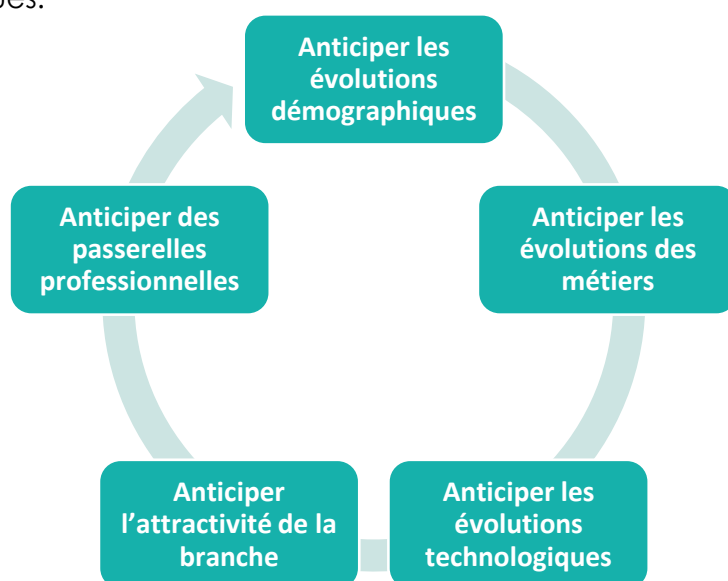 Anticiper les
évolutions
démographiques
Anticiper des
passerelles
professionnelles
Anticiper les
évolutions des
métiers
Anticiper
l’attractivité de la
branche
Anticiper les
évolutions
technologiques